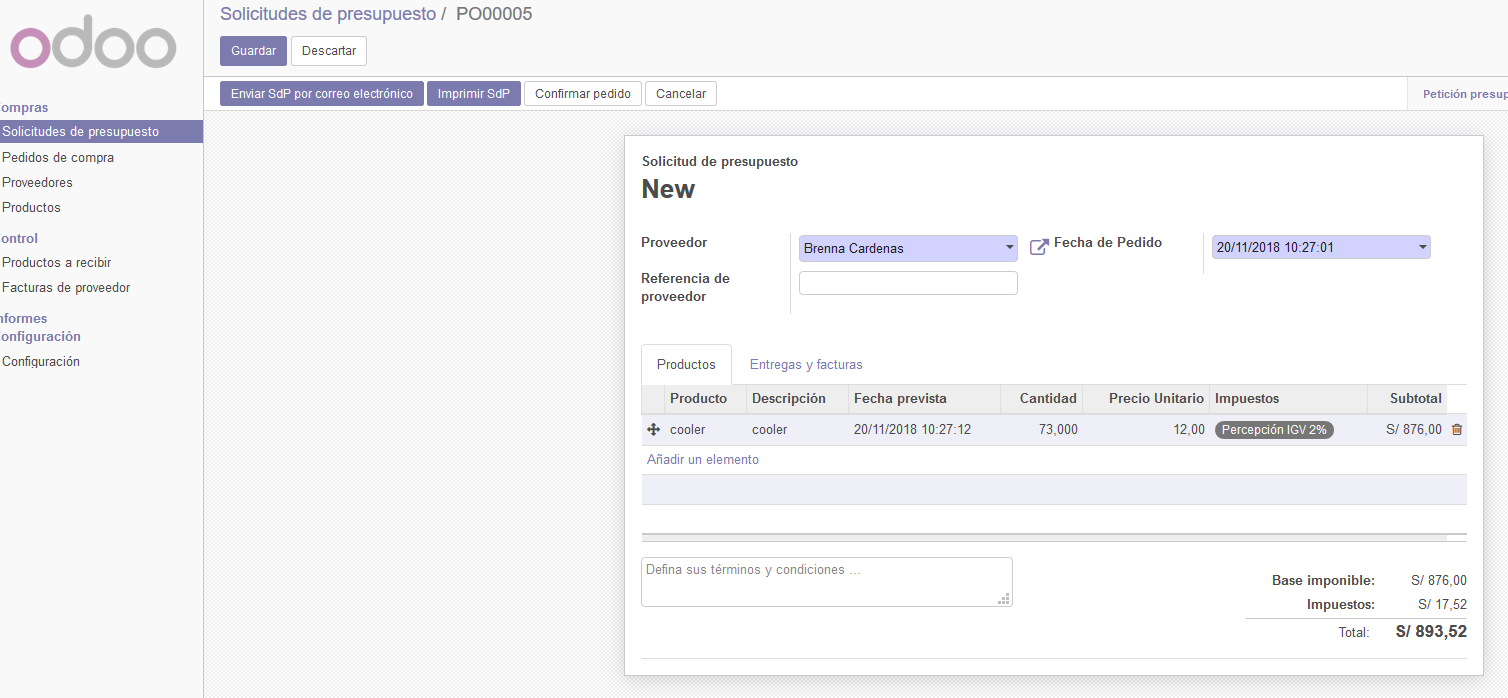 odoo
Solicitudes de presupuesto / PO00005
Guardar Descartar
Enviar SdP por correo electrónico Imprimir SdP Confirmar pedido Cancelar Petición presup
ompras
Solicitudes de presupuesto
Pedidos de compra
Proveedores
Productos
ontrol
Productos a recibir
Facturas de proveedor
nformes
onfiguración
Configuración
Solicitud de presupuesto
New
Proveedor Brenna Cardenas Fecha de Pedido 20/11/2018 10:27:01
Referencia de
proveedor
Productos Entregas y facturas
Producto Descripción Fecha prevista Cantidad Precio Unitario Impuestos Subtotal
cooler cooler 20/11/2018 10:27:12 73,000 12,00 Percepción IGV 2% S/ 876,00
Añadir un elemento
Defina sus términos y condiciones ...
Base imponible: S/ 876,00
Impuestos: S/ 17,52
Total: S/ 893,52